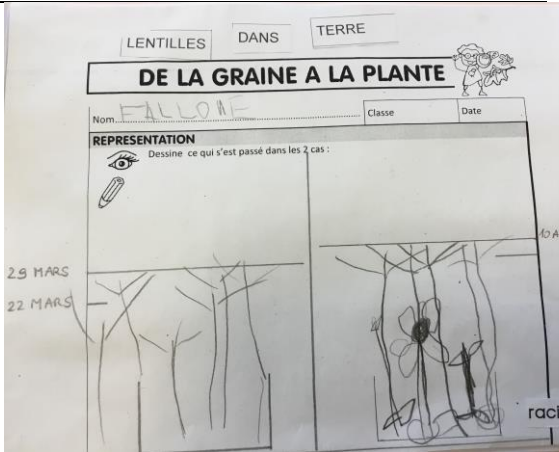 LENTILLES DANS TERRE
DE LA GRAINE A LA PLANTE
Nom. FALLONE Classe Date
REPRESENTATION
Dessine ce qui s'est passé dans les 2 cas :
10 A
29 MARS
22 MARS
raci